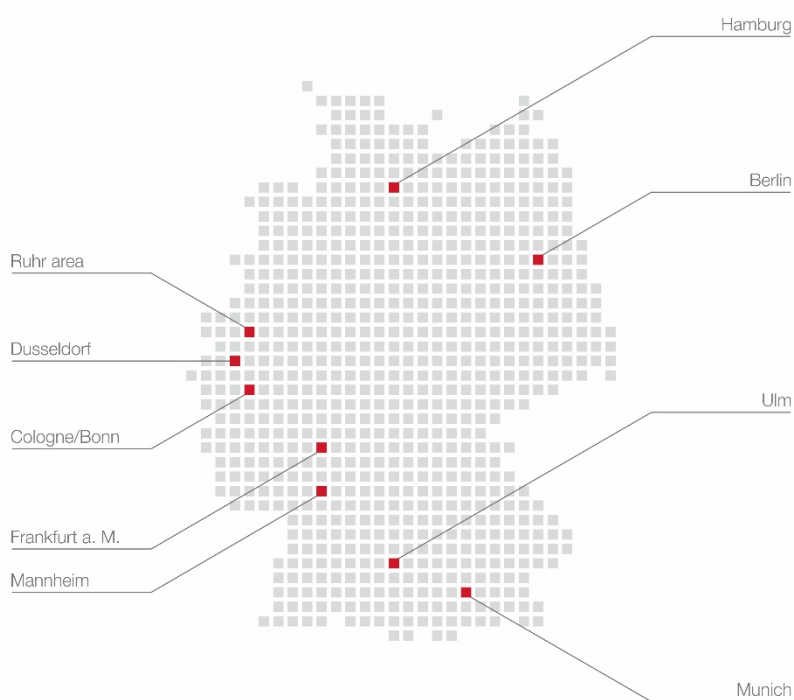 Hamburg
Berlin
Ruhr area
Dusseldorf
Ulm
Cologne/Bonn
Frankfurt a. M.
Mannheim
Munich